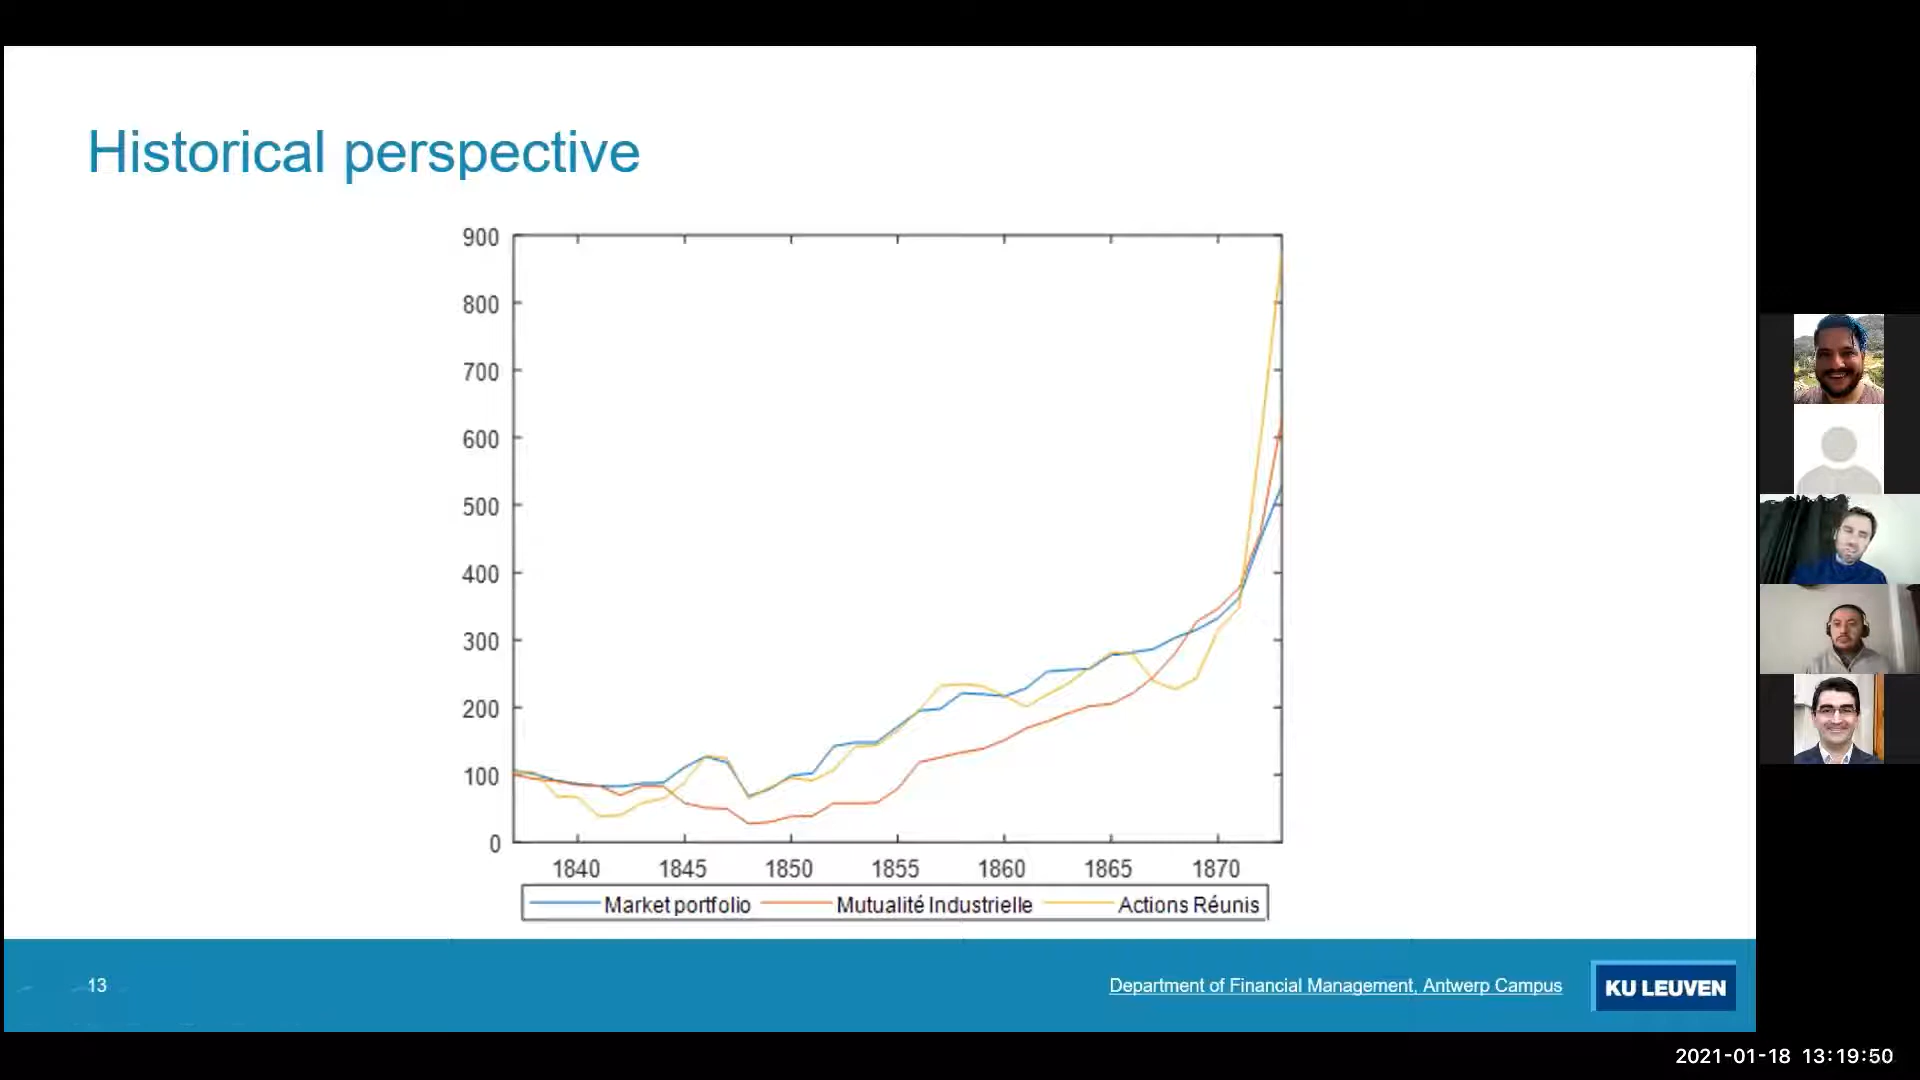 Historical perspective
900
800
700
600
500
400
300
200
100
0
1840 1845 1850 1855 1860 1865 1870
Market portfolio Mutualité Industrielle Actions Réunis
13
Department of Financial Management, Antwerp Campus
KU LEUVEN
2021-01-18 13:19:50